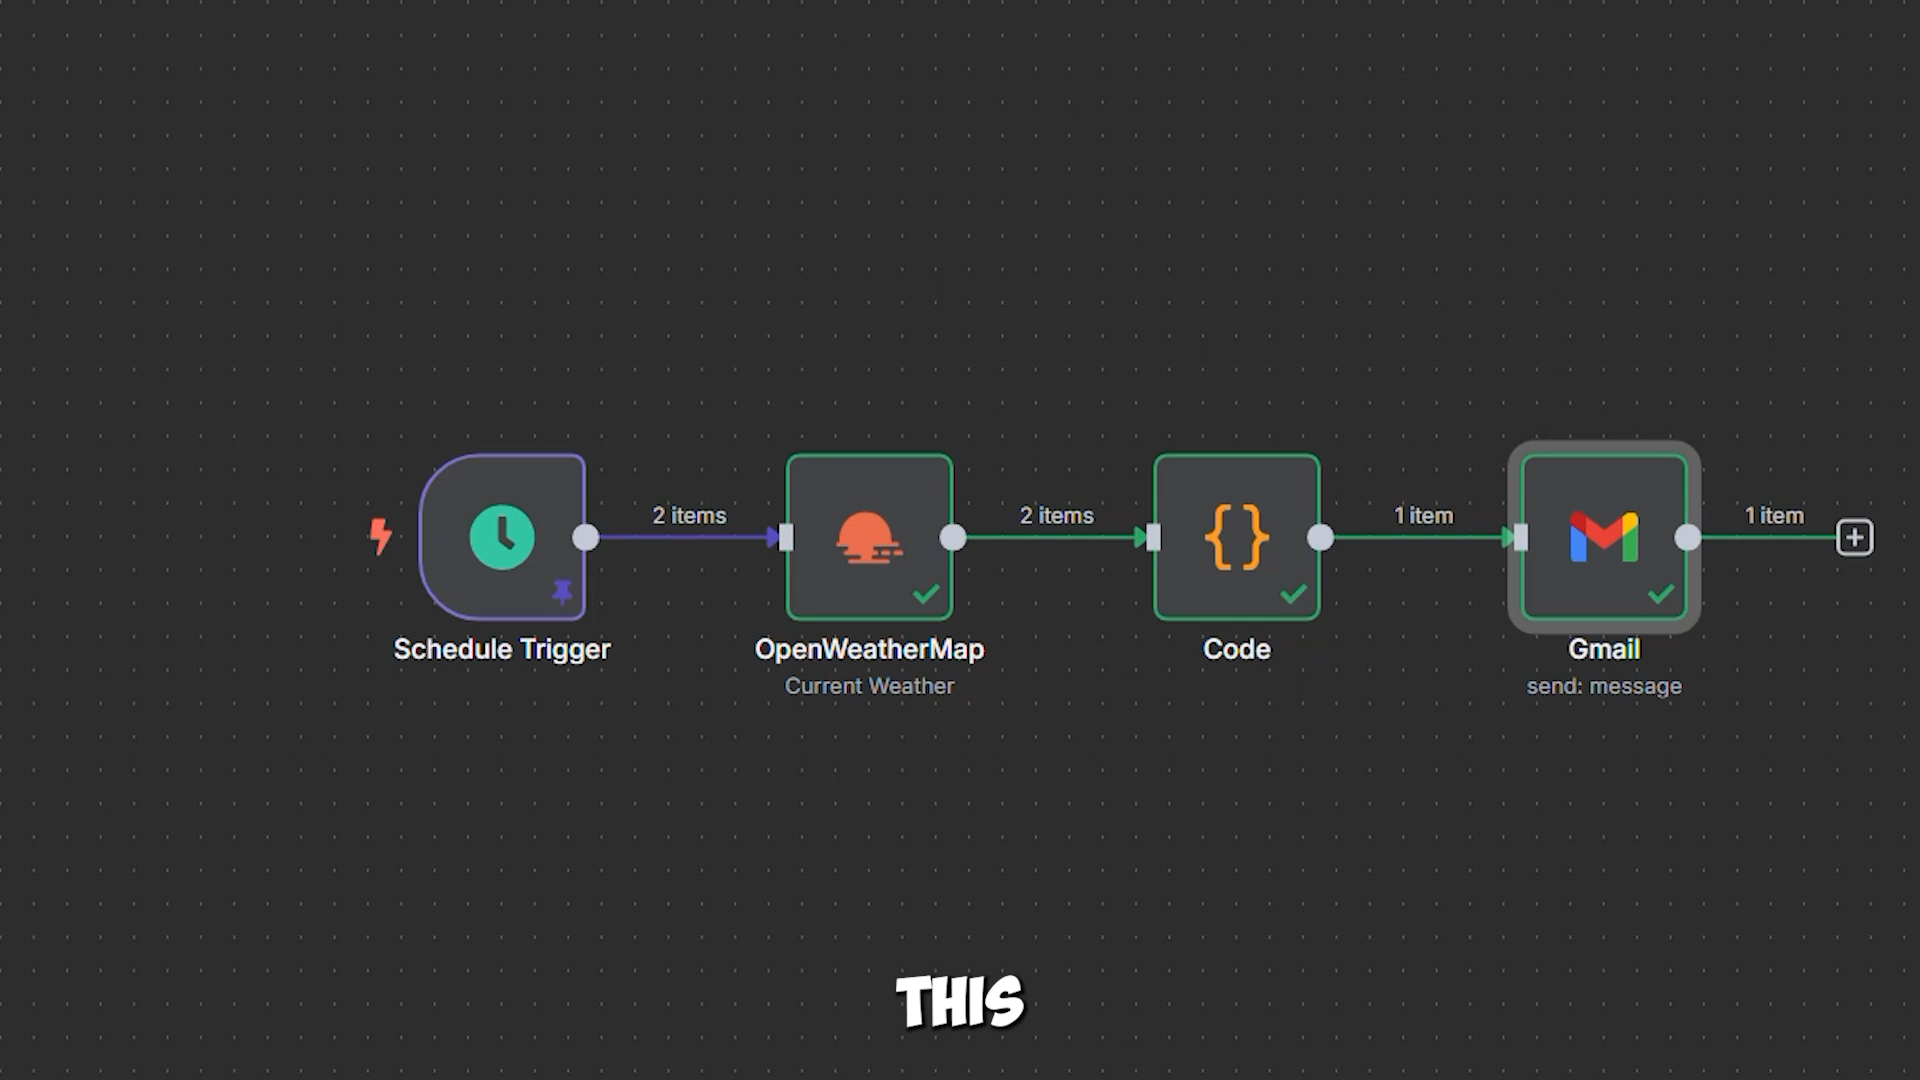 2 items
2 items
1 item
1 item
Schedule Trigger
OpenWeatherMap
Current Weather
Code
Gmail
send: message
THIS